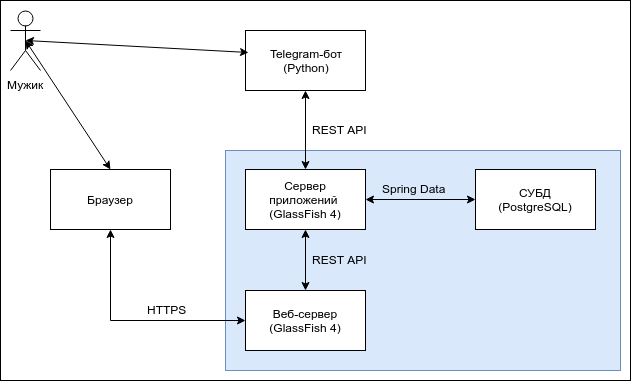 Telegram-бот
(Python)
Мужик
REST API
Браузер
Сервер
приложений
(GlassFish 4)
Spring Data
СУБД
(PostgreSQL)
REST API
HTTPS
Веб-сервер
(GlassFish 4)